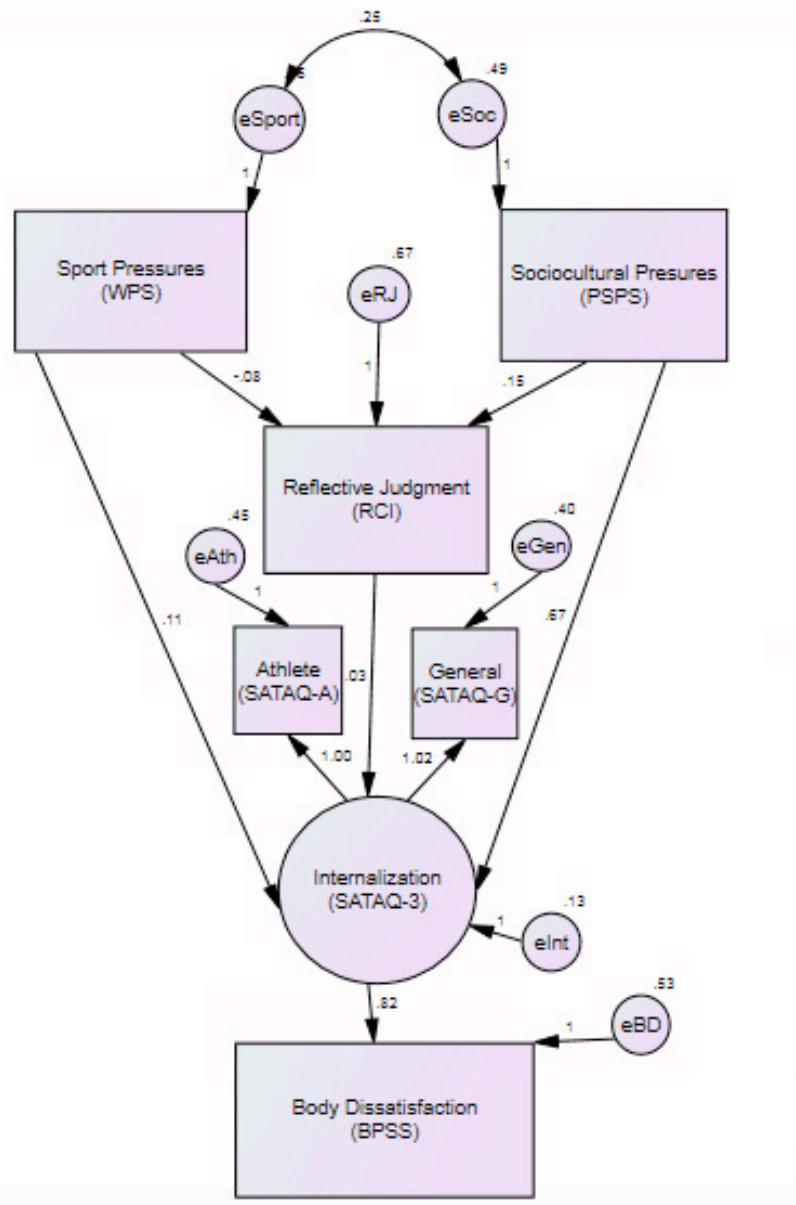 .25
.49
eSport
eSoc
1
1
Sport Pressures
(WPS)
Sociocultural Presures
(PSPS)
.67
eRJ
1
-.08
.15
Reflective Judgment
(RCI)
.45
eAth
1
.40
eGen
1
.11
.67
Athlete
(SATAQ-A)
.03
General
(SATAQ-G)
1.00
1.02
Internalization
(SATAQ-3)
.13
1
eInt
.82
.53
1
eBD
Body Dissatisfaction
(BPSS)